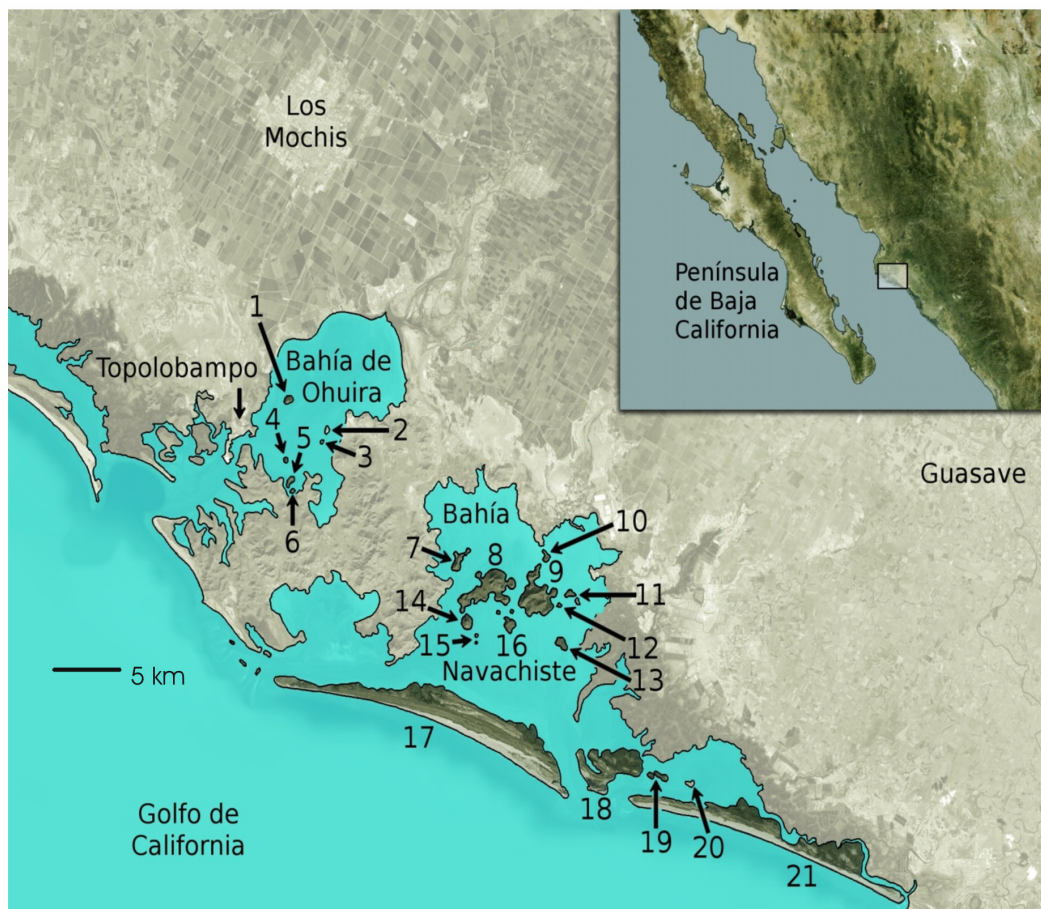 Los
Mochis
Península
de Baja
California
1
Topolobampo
Bahía de
Ohuira
4
5
2
3
6
Guasave
Bahía
10
7
8
9
14
11
15
16
12
Navachiste
13
5 km
17
18
Golfo de
California
19
20
21